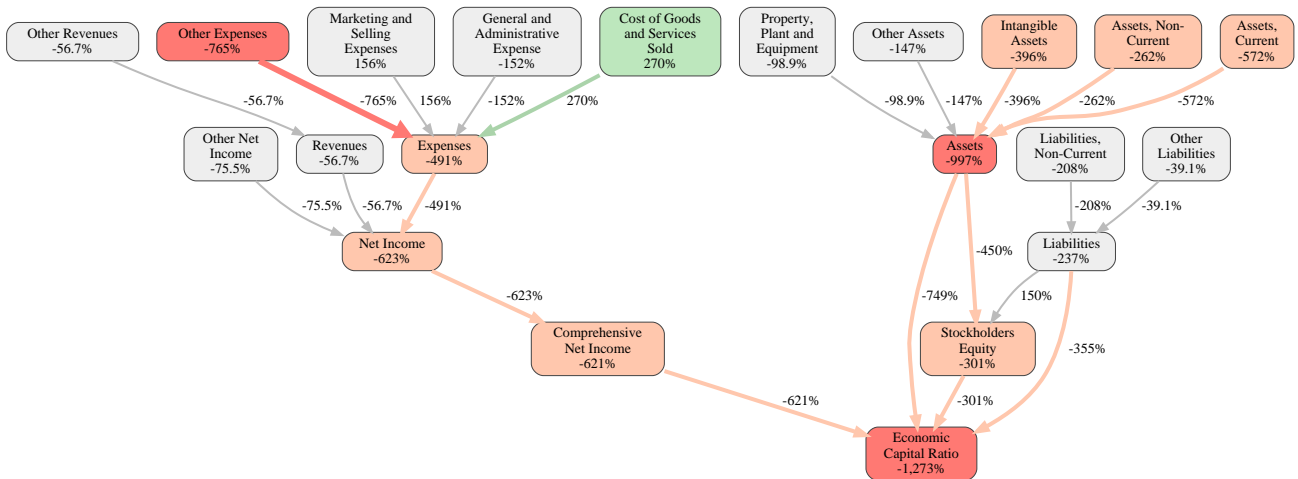 Other Revenues
-56.7%
Other Expenses
-765%
Marketing and
Selling
Expenses
156%
General and
Administrative
Expense
-152%
Cost of Goods
and Services
Sold
270%
Property,
Plant and
Equipment
-98.9%
Other Assets
-147%
Intangible
Assets
-396%
Assets, Non-
Current
-262%
Assets,
Current
-572%
-56.7%
-765%
156%
-152%
270%
-98.9%
-147%
-396%
-262%
-572%
Other Net
Income
-75.5%
Revenues
-56.7%
Expenses
-491%
Assets
-997%
Liabilities,
Non-Current
-208%
Other
Liabilities
-39.1%
-75.5%
-56.7%
-491%
-208%
-39.1%
Net Income
-623%
-450%
Liabilities
-237%
-623%
-749%
150%
Comprehensive
Net Income
-621%
Stockholders
Equity
-301%
-355%
-621%
-301%
Economic
Capital Ratio
-1,273%